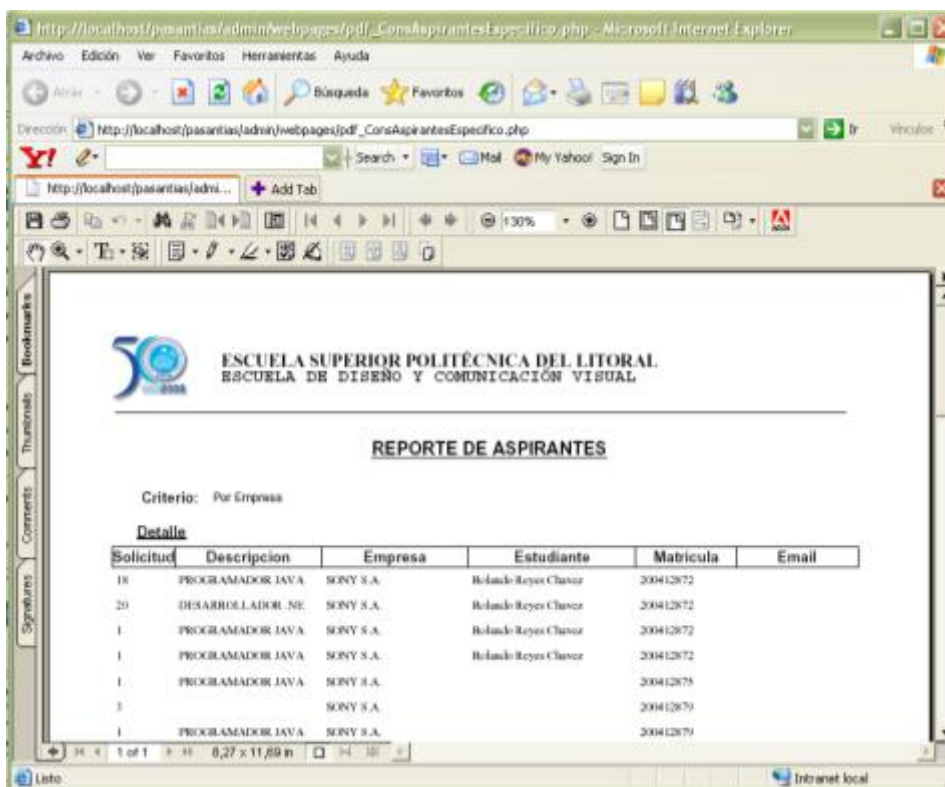 http://localhost/pasantias/admin/webpages/pdf_ConsAspirantesEspecifico.php - Microsoft Internet Explorer
Archivo Edición Ver Favoritos Herramientas Ayuda
Atrás Búsqueda Favoritos
Dirección http://localhost/pasantias/admin/webpages/pdf_ConsAspirantesEspecifico.php Ir Vínculos
Y! Search Mail My Yahoo! Sign In
http://localhost/pasantias/admi... Add Tab
130%
Bookmarks
Thumbnails
Comments
Signatures
50
2008
ESCUELA SUPERIOR POLITÉCNICA DEL LITORAL
ESCUELA DE DISEÑO Y COMUNICACIÓN VISUAL
REPORTE DE ASPIRANTES
Criterio: Por Empresa
Detalle
Solicitud Descripcion Empresa Estudiante Matricula Email
18 PROGRAMADOR JAVA SONY S.A. Rolando Reyes Chavez 200412872
20 DESARROLLADOR .NE SONY S.A. Rolando Reyes Chavez 200412872
1 PROGRAMADOR JAVA SONY S.A. Rolando Reyes Chavez 200412872
1 PROGRAMADOR JAVA SONY S.A. Rolando Reyes Chavez 200412872
1 PROGRAMADOR JAVA SONY S.A. 200412875
3 SONY S.A. 200412879
1 PROGRAMADOR JAVA SONY S.A. 200412879
1 of 1 8,27 x 11,69 in
Listo Intranet local